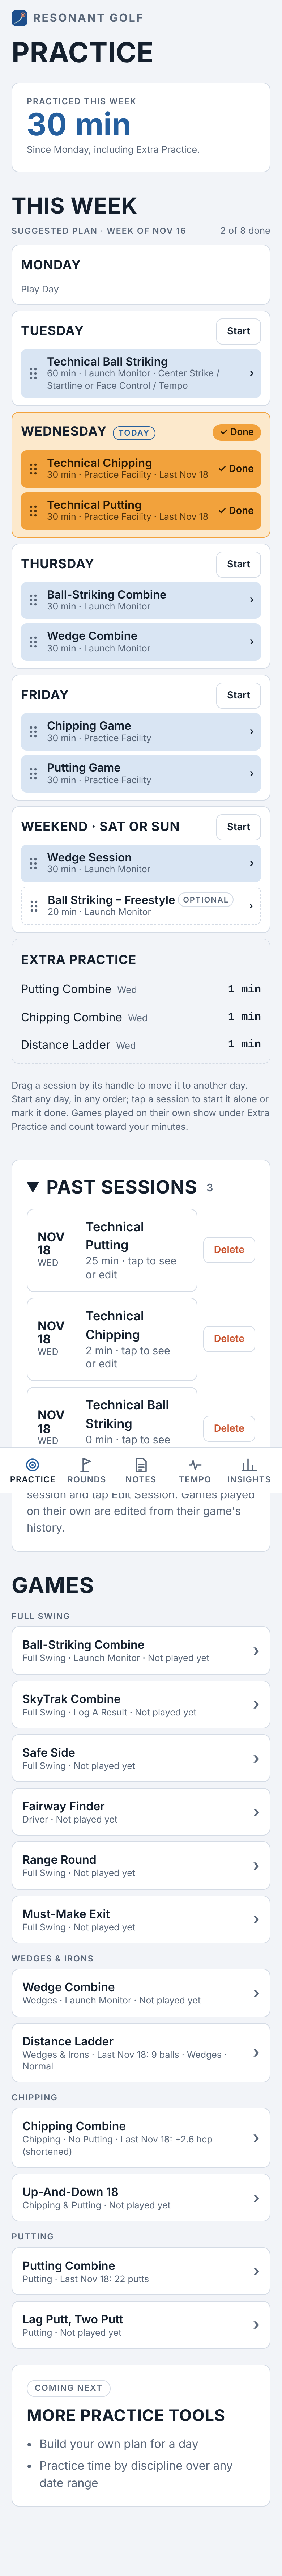 RESONANT GOLF
PRACTICE
PRACTICED THIS WEEK
30 min
Since Monday, including Extra Practice.
THIS WEEK
SUGGESTED PLAN · WEEK OF NOV 16
2 of 8 done
MONDAY
Play Day
TUESDAY
Start
Technical Ball Striking
60 min · Launch Monitor · Center Strike /
Startline or Face Control / Tempo
›
WEDNESDAY
TODAY
✓ Done
Technical Chipping
30 min · Practice Facility · Last Nov 18
✓ Done
Technical Putting
30 min · Practice Facility · Last Nov 18
✓ Done
THURSDAY
Start
Ball-Striking Combine
30 min · Launch Monitor
›
Wedge Combine
30 min · Launch Monitor
›
FRIDAY
Start
Chipping Game
30 min · Practice Facility
›
Putting Game
30 min · Practice Facility
›
WEEKEND · SAT OR SUN
Start
Wedge Session
30 min · Launch Monitor
›
Ball Striking – Freestyle OPTIONAL
20 min · Launch Monitor
›
EXTRA PRACTICE
Putting Combine Wed 1 min
Chipping Combine Wed 1 min
Distance Ladder Wed 1 min
Drag a session by its handle to move it to another day.
Start any day, in any order; tap a session to start it alone or
mark it done. Games played on their own show under Extra
Practice and count toward your minutes.
▼ PAST SESSIONS 3
NOV
18
WED
Technical
Putting
25 min · tap to see
or edit
Delete
NOV
18
WED
Technical
Chipping
2 min · tap to see
or edit
Delete
NOV
18
WED
Technical Ball
Striking
0 min · tap to see
Delete
PRACTICE
ROUNDS
NOTES
TEMPO
INSIGHTS
session and tap Edit Session. Games played
on their own are edited from their game's
history.
GAMES
FULL SWING
Ball-Striking Combine
Full Swing · Launch Monitor · Not played yet
›
SkyTrak Combine
Full Swing · Log A Result · Not played yet
›
Safe Side
Full Swing · Not played yet
›
Fairway Finder
Driver · Not played yet
›
Range Round
Full Swing · Not played yet
›
Must-Make Exit
Full Swing · Not played yet
›
WEDGES & IRONS
Wedge Combine
Wedges · Launch Monitor · Not played yet
›
Distance Ladder
Wedges & Irons · Last Nov 18: 9 balls · Wedges ·
Normal
›
CHIPPING
Chipping Combine
Chipping · No Putting · Last Nov 18: +2.6 hcp
(shortened)
›
Up-And-Down 18
Chipping & Putting · Not played yet
›
PUTTING
Putting Combine
Putting · Last Nov 18: 22 putts
›
Lag Putt, Two Putt
Putting · Not played yet
›
COMING NEXT
MORE PRACTICE TOOLS
• Build your own plan for a day
• Practice time by discipline over any
date range